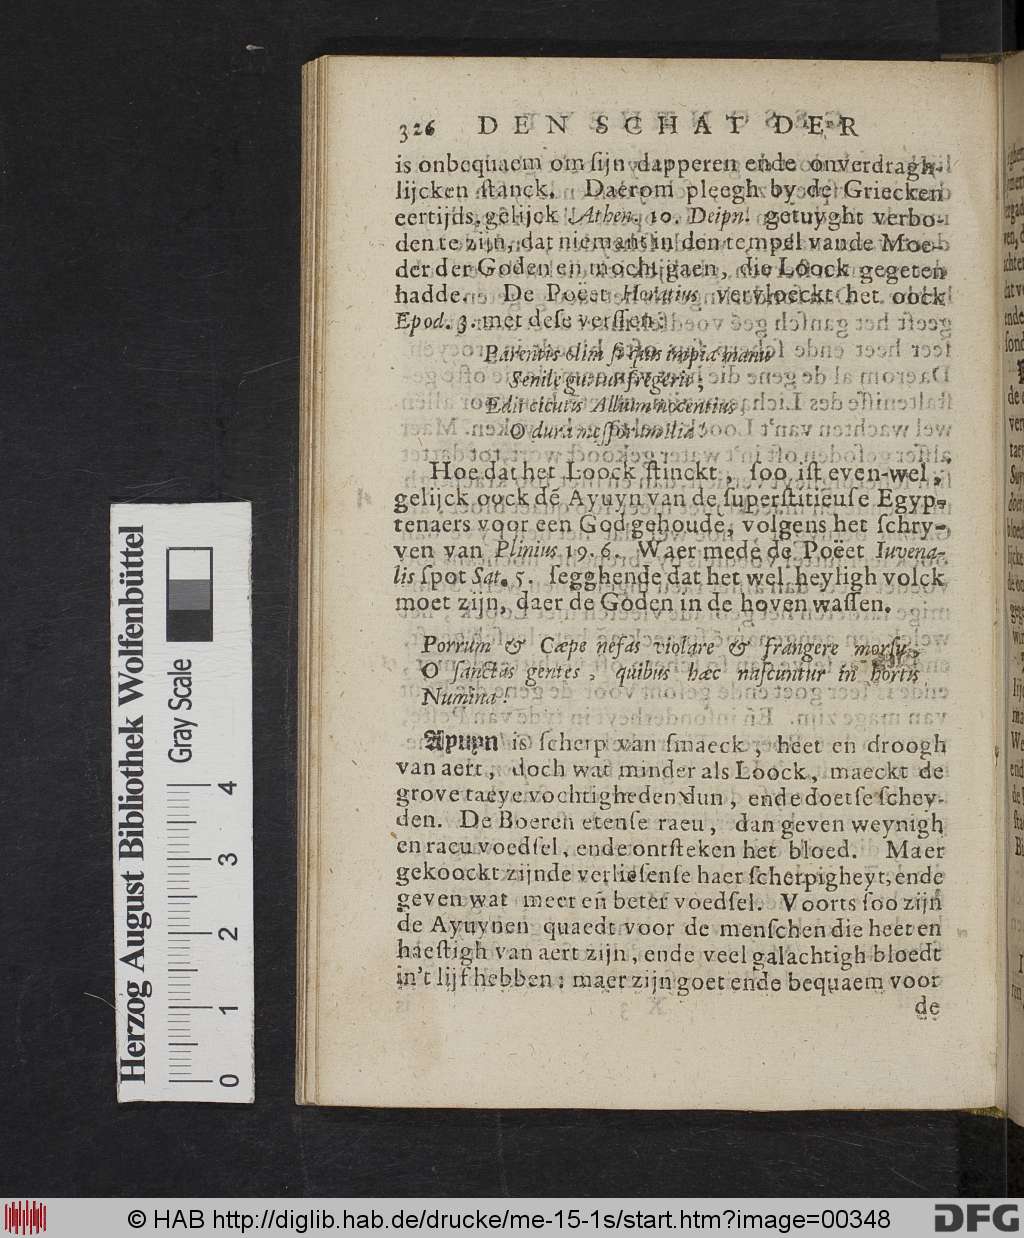 326 DEN SCHAT DER
is onbequaem om ſijn dapperen ende onverdragh-
lijcken ſtanck. Daerom pleegh by de Griecken
eertijds, gelijck Athen. 10. Deipn. getuyght verbo-
den te zijn, dat niemant in den tempel vande Moe-
der der Goden en mocht gaen, die Loock gegeten
hadde. De Poëet Horatius vervloeckt het oock
Epod. 3. met deſe verſſen:
Parentis olim ſi quis impia manu
Senile guttur fregerit,
Edit cicutis Allium nocentius.
O dura meſſorum ilia!
Hoe dat het Loock ſtinckt, ſoo iſt even-wel,
gelijck oock de Ayuyn van de ſuperſtitieuſe Egyp-
tenaers voor een God gehoude, volgens het ſchry-
ven van Plinius 19. 6. Waer mede de Poëet Iuvena-
lis ſpot Sat. 5. ſegghende dat het wel heyligh volck
moet zijn, daer de Goden in de hoven waſſen.
Porrum & Cæpe nefas violare & frangere morſu,
O ſanctas gentes, quibus hæc naſcuntur in hortis
Numina!
Ayuyn is ſcherp van ſmaeck, heet en droogh
van aert, doch wat minder als Loock, maeckt de
grove taeye vochtigheden dun, ende doetſe ſchey-
den. De Boeren etenſe raeu, dan geven weynigh
en raeu voedſel, ende ontſteken het bloed. Maer
gekoockt zijnde verlieſenſe haer ſcherpigheyt, ende
geven wat meer en̄ beter voedſel. Voorts ſoo zijn
de Ayuynen quaedt voor de menſchen die heet en
haeſtigh van aert zijn, ende veel galachtigh bloedt
in't lijf hebben: maer zijn goet ende bequaem voor
de
Herzog August Bibliothek Wolfenbüttel
Gray Scale
0 1 2 3 4
© HAB http://diglib.hab.de/drucke/me-15-1s/start.htm?image=00348
DFG